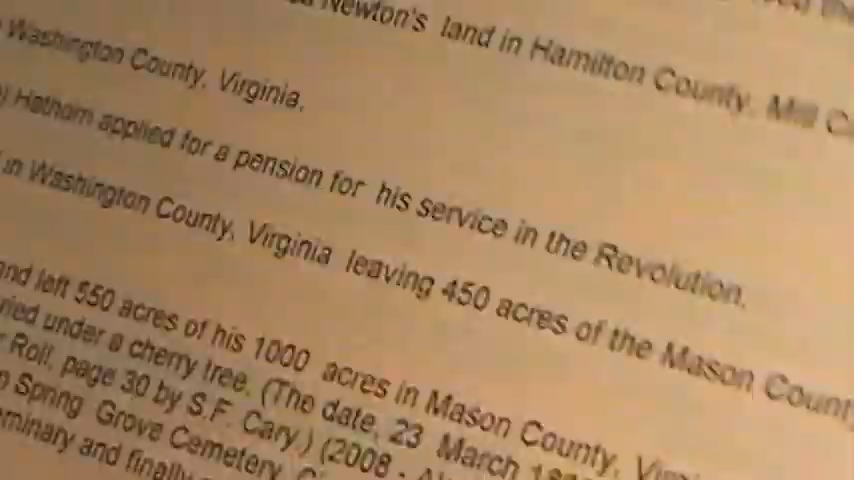 Newton's land in Hamilton County, Mill
Washington County, Virginia.
Hathorn applied for a pension for his service in the Revolution.
in Washington County, Virginia leaving 450 acres of the Mason County
and left 550 acres of his 1000 acres in Mason County,
under a cherry tree. (The date, 23 March
Roll, page 30 by S.F. Cary.) (2008 -
Spring Grove Cemetery,
and finally